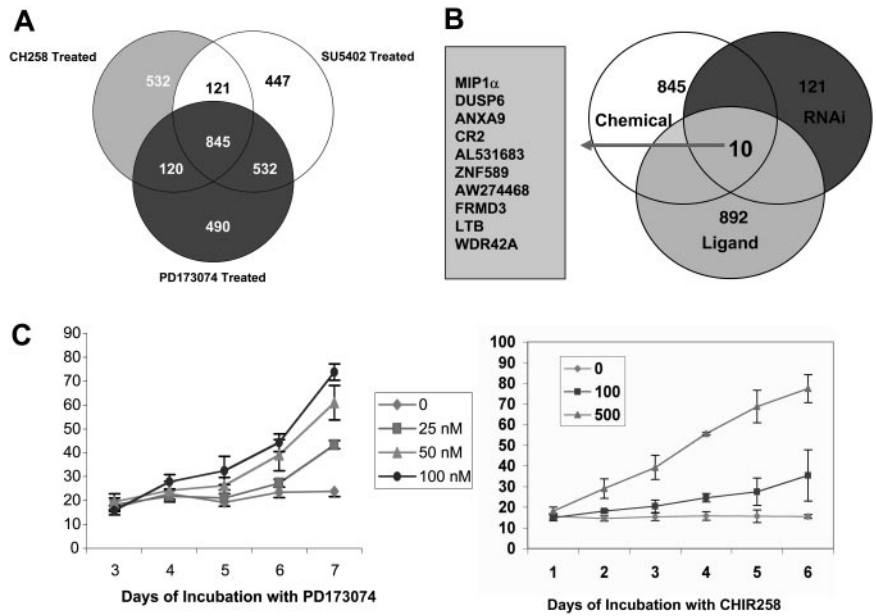 A
CH258 Treated
SU5402 Treated
532
121
447
845
120
532
490
PD173074 Treated
B
MIP1α
DUSP6
ANXA9
CR2
AL531683
ZNF589
AW274468
FRMD3
LTB
WDR42A
845
121
Chemical
RNAi
10
892
Ligand
C
90
80
70
60
50
40
30
20
10
0
3 4 5 6 7
Days of Incubation with PD173074
0
25 nM
50 nM
100 nM
100
90
80
70
60
50
40
30
20
10
0
0
100
500
1 2 3 4 5 6
Days of Incubation with CHIR258